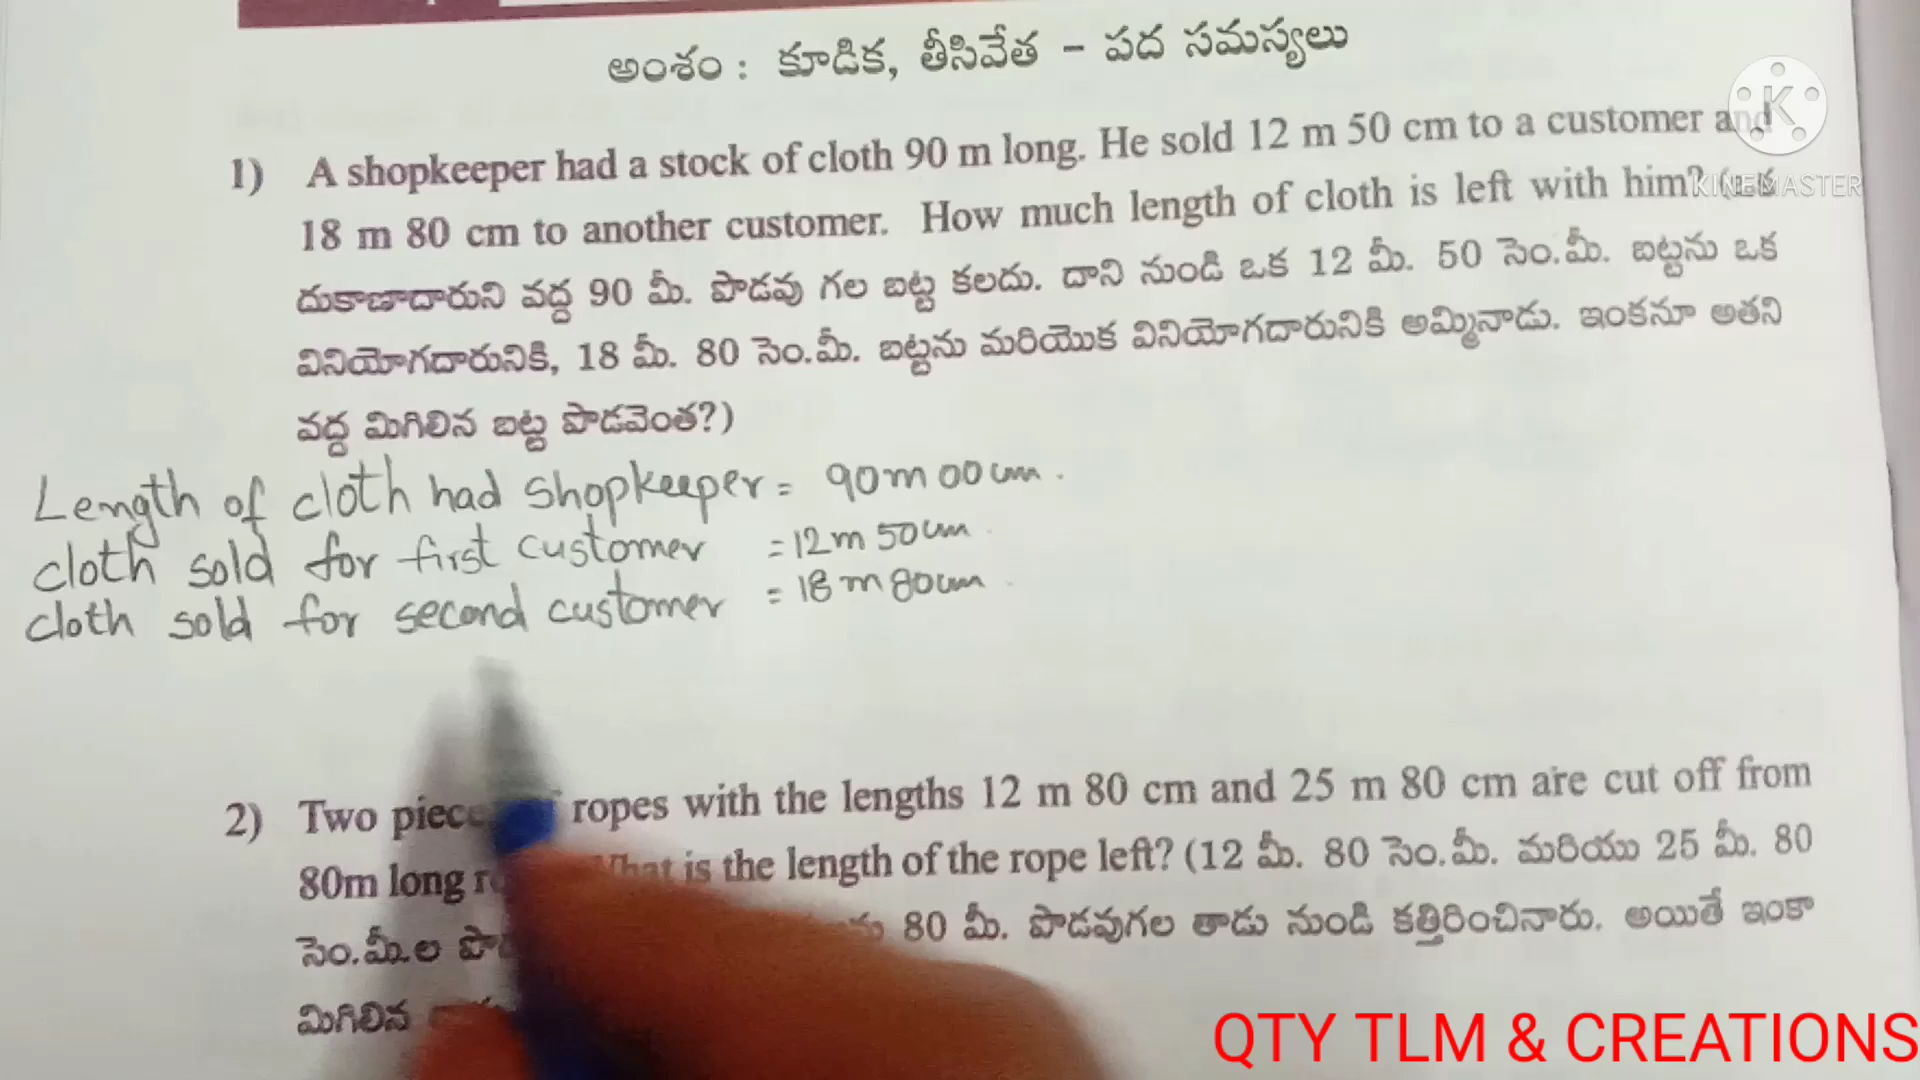 అంశం : కూడిక, తీసివేత – పద సమస్యలు
1) A shopkeeper had a stock of cloth 90 m long. He sold 12 m 50 cm to a customer and
18 m 80 cm to another customer. How much length of cloth is left with him? (ఒక
KINEMASTER
దుకాణాదారుని వద్ద 90 మీ. పొడవు గల బట్ట కలదు. దాని నుండి ఒక 12 మీ. 50 సెం.మీ. బట్టను ఒక
వినియోగదారునికి, 18 మీ. 80 సెం.మీ. బట్టను మరియొక వినియోగదారునికి అమ్మినాడు. ఇంకనూ అతని
వద్ద మిగిలిన బట్ట పొడవెంత?)
Length of cloth had shopkeeper = 90m 00cm.
cloth sold for first customer = 12m 50cm
cloth sold for second customer = 18m 80cm
2) Two ropes with the lengths 12 m 80 cm and 25 m 80 cm are cut off from
80m long is the length of the rope left? (12 మీ. 80 సెం.మీ. మరియు 25 మీ. 80
సెం.మీ.ల 80 మీ. పొడవుగల తాడు నుండి కత్తిరించినారు. అయితే ఇంకా
మిగిలిన
QTY TLM & CREATIONS